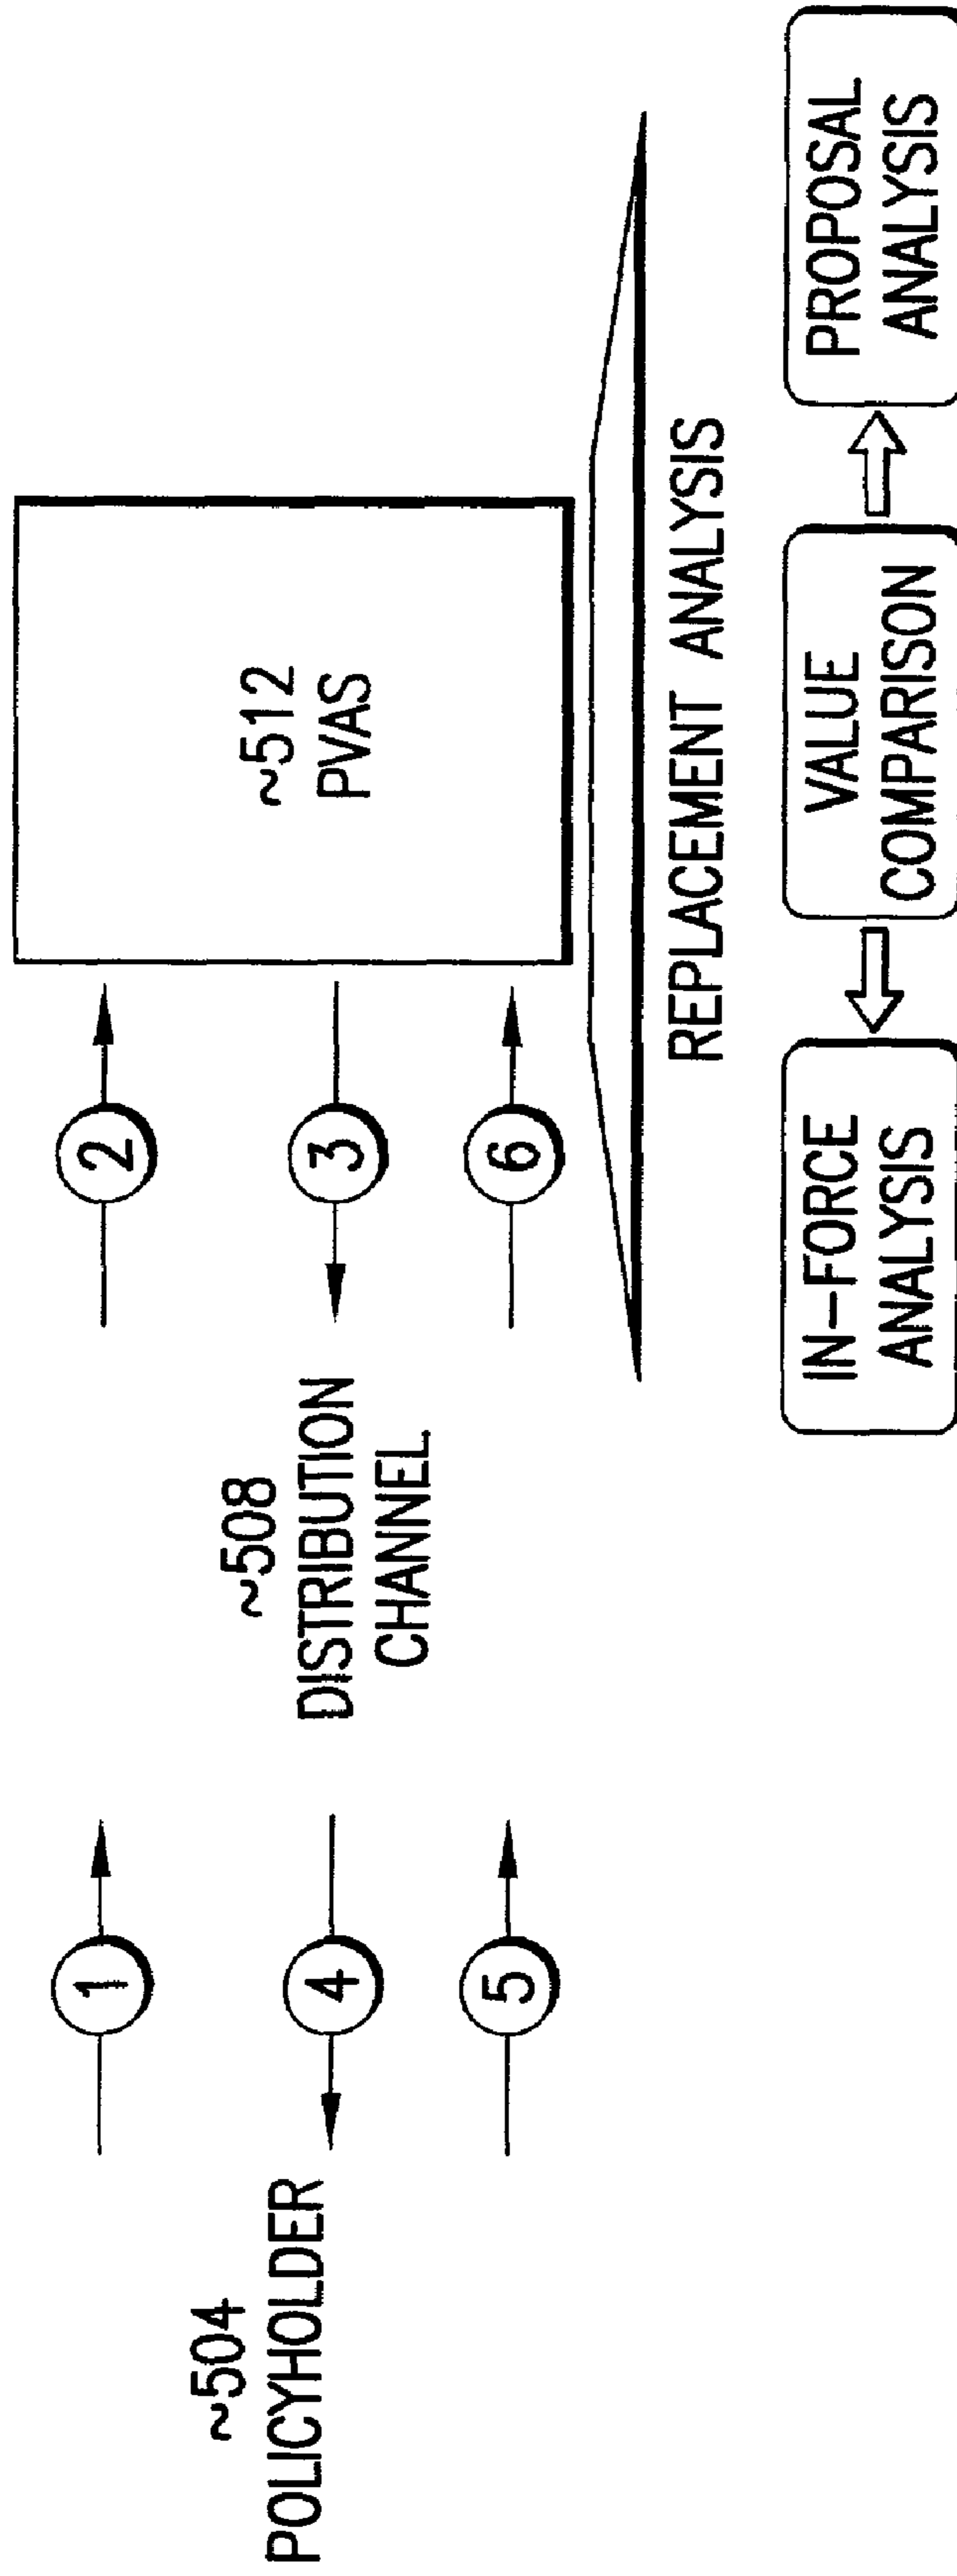 1
2
~504
POLICYHOLDER
4
~508
DISTRIBUTION
CHANNEL
3
~512
PVAS
5
6
REPLACEMENT ANALYSIS
IN-FORCE
ANALYSIS
VALUE
COMPARISON
PROPOSAL
ANALYSIS